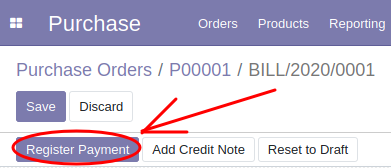 Purchase Orders Products Reporting
Purchase Orders / P00001 / BILL/2020/0001
Save Discard
Register Payment Add Credit Note Reset to Draft